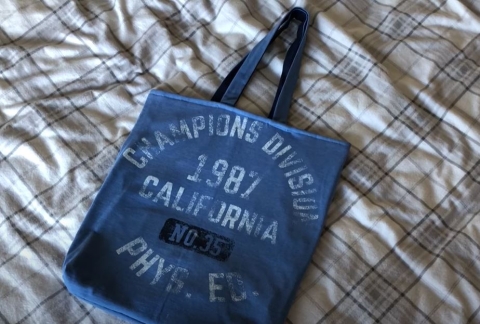 CHAMPIONS DIVISION
1987
CALIFORNIA
NO.35
PHYS. ED.